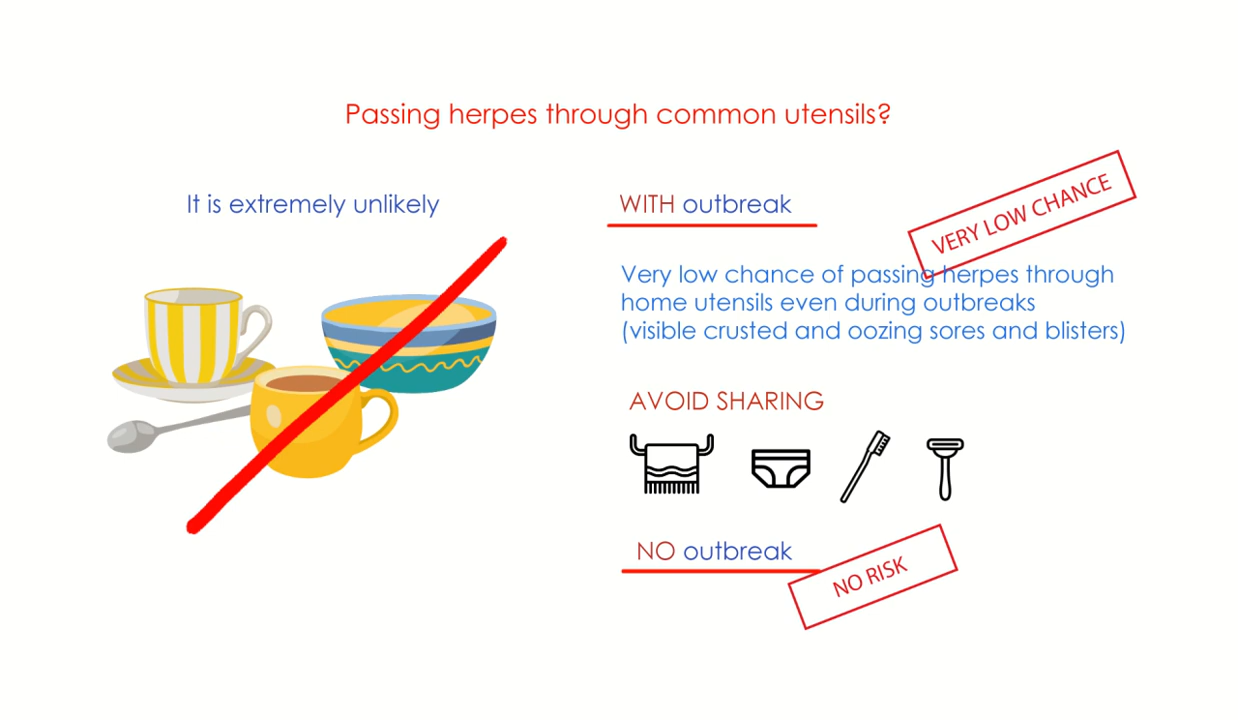 Passing herpes through common utensils?
It is extremely unlikely
WITH outbreak
VERY LOW CHANCE
Very low chance of passing herpes through
home utensils even during outbreaks
(visible crusted and oozing sores and blisters)
AVOID SHARING
NO outbreak
NO RISK